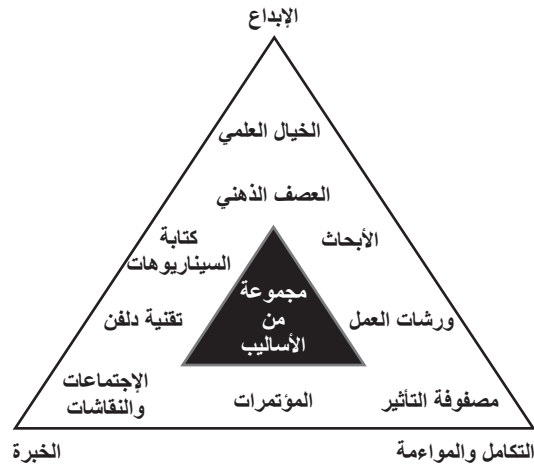 الإبداع
الخيال العلمي
العصف الذهني
الأبحاث
كتابة
السيناريوهات
مجموعة
من
الأساليب
ورشات العمل
تقنية دلفن
مصفوفة التأثير
المؤتمرات
الإجتماعات
والنقاشات
التكامل والمواءمة
الخبرة